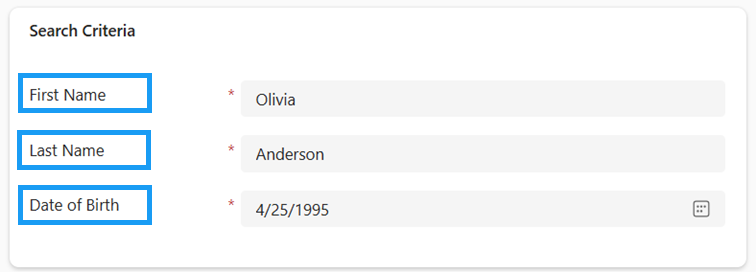 Search Criteria
First Name * Olivia
Last Name * Anderson
Date of Birth * 4/25/1995